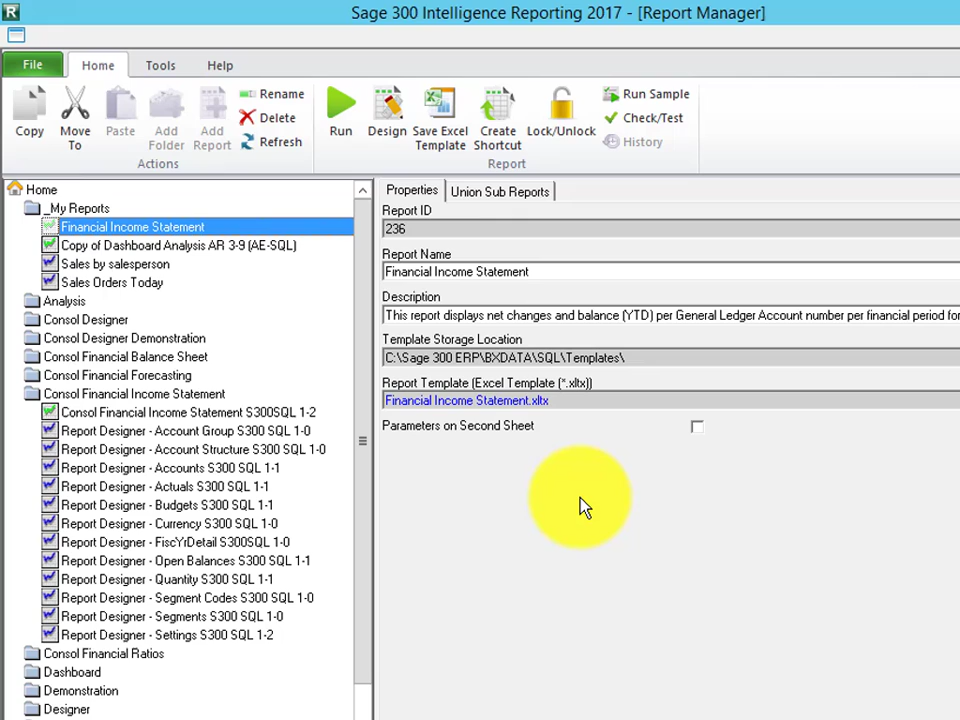 R
Sage 300 Intelligence Reporting 2017 - [Report Manager]
File
Home
Tools
Help
Copy
Move To
Paste
Add Folder
Add Report
Rename
Delete
Refresh
Actions
Run
Design
Save Excel Template
Create Shortcut
Lock/Unlock
Run Sample
Check/Test
History
Report
Home
_My Reports
Financial Income Statement
Copy of Dashboard Analysis AR 3-9 (AE-SQL)
Sales by salesperson
Sales Orders Today
Analysis
Consol Designer
Consol Designer Demonstration
Consol Financial Balance Sheet
Consol Financial Forecasting
Consol Financial Income Statement
Consol Financial Income Statement S300SQL 1-2
Report Designer - Account Group S300 SQL 1-0
Report Designer - Account Structure S300 SQL 1-0
Report Designer - Accounts S300 SQL 1-1
Report Designer - Actuals S300 SQL 1-1
Report Designer - Budgets S300 SQL 1-1
Report Designer - Currency S300 SQL 1-0
Report Designer - FiscYrDetail S300SQL 1-0
Report Designer - Open Balances S300 SQL 1-1
Report Designer - Quantity S300 SQL 1-1
Report Designer - Segment Codes S300 SQL 1-0
Report Designer - Segments S300 SQL 1-0
Report Designer - Settings S300 SQL 1-2
Consol Financial Ratios
Dashboard
Demonstration
Designer
Properties
Union Sub Reports
Report ID
236
Report Name
Financial Income Statement
Description
This report displays net changes and balance (YTD) per General Ledger Account number per financial period for
Template Storage Location
C:\Sage 300 ERP\BXDATA\SQL\Templates\
Report Template (Excel Template (*.xltx))
Financial Income Statement.xltx
Parameters on Second Sheet